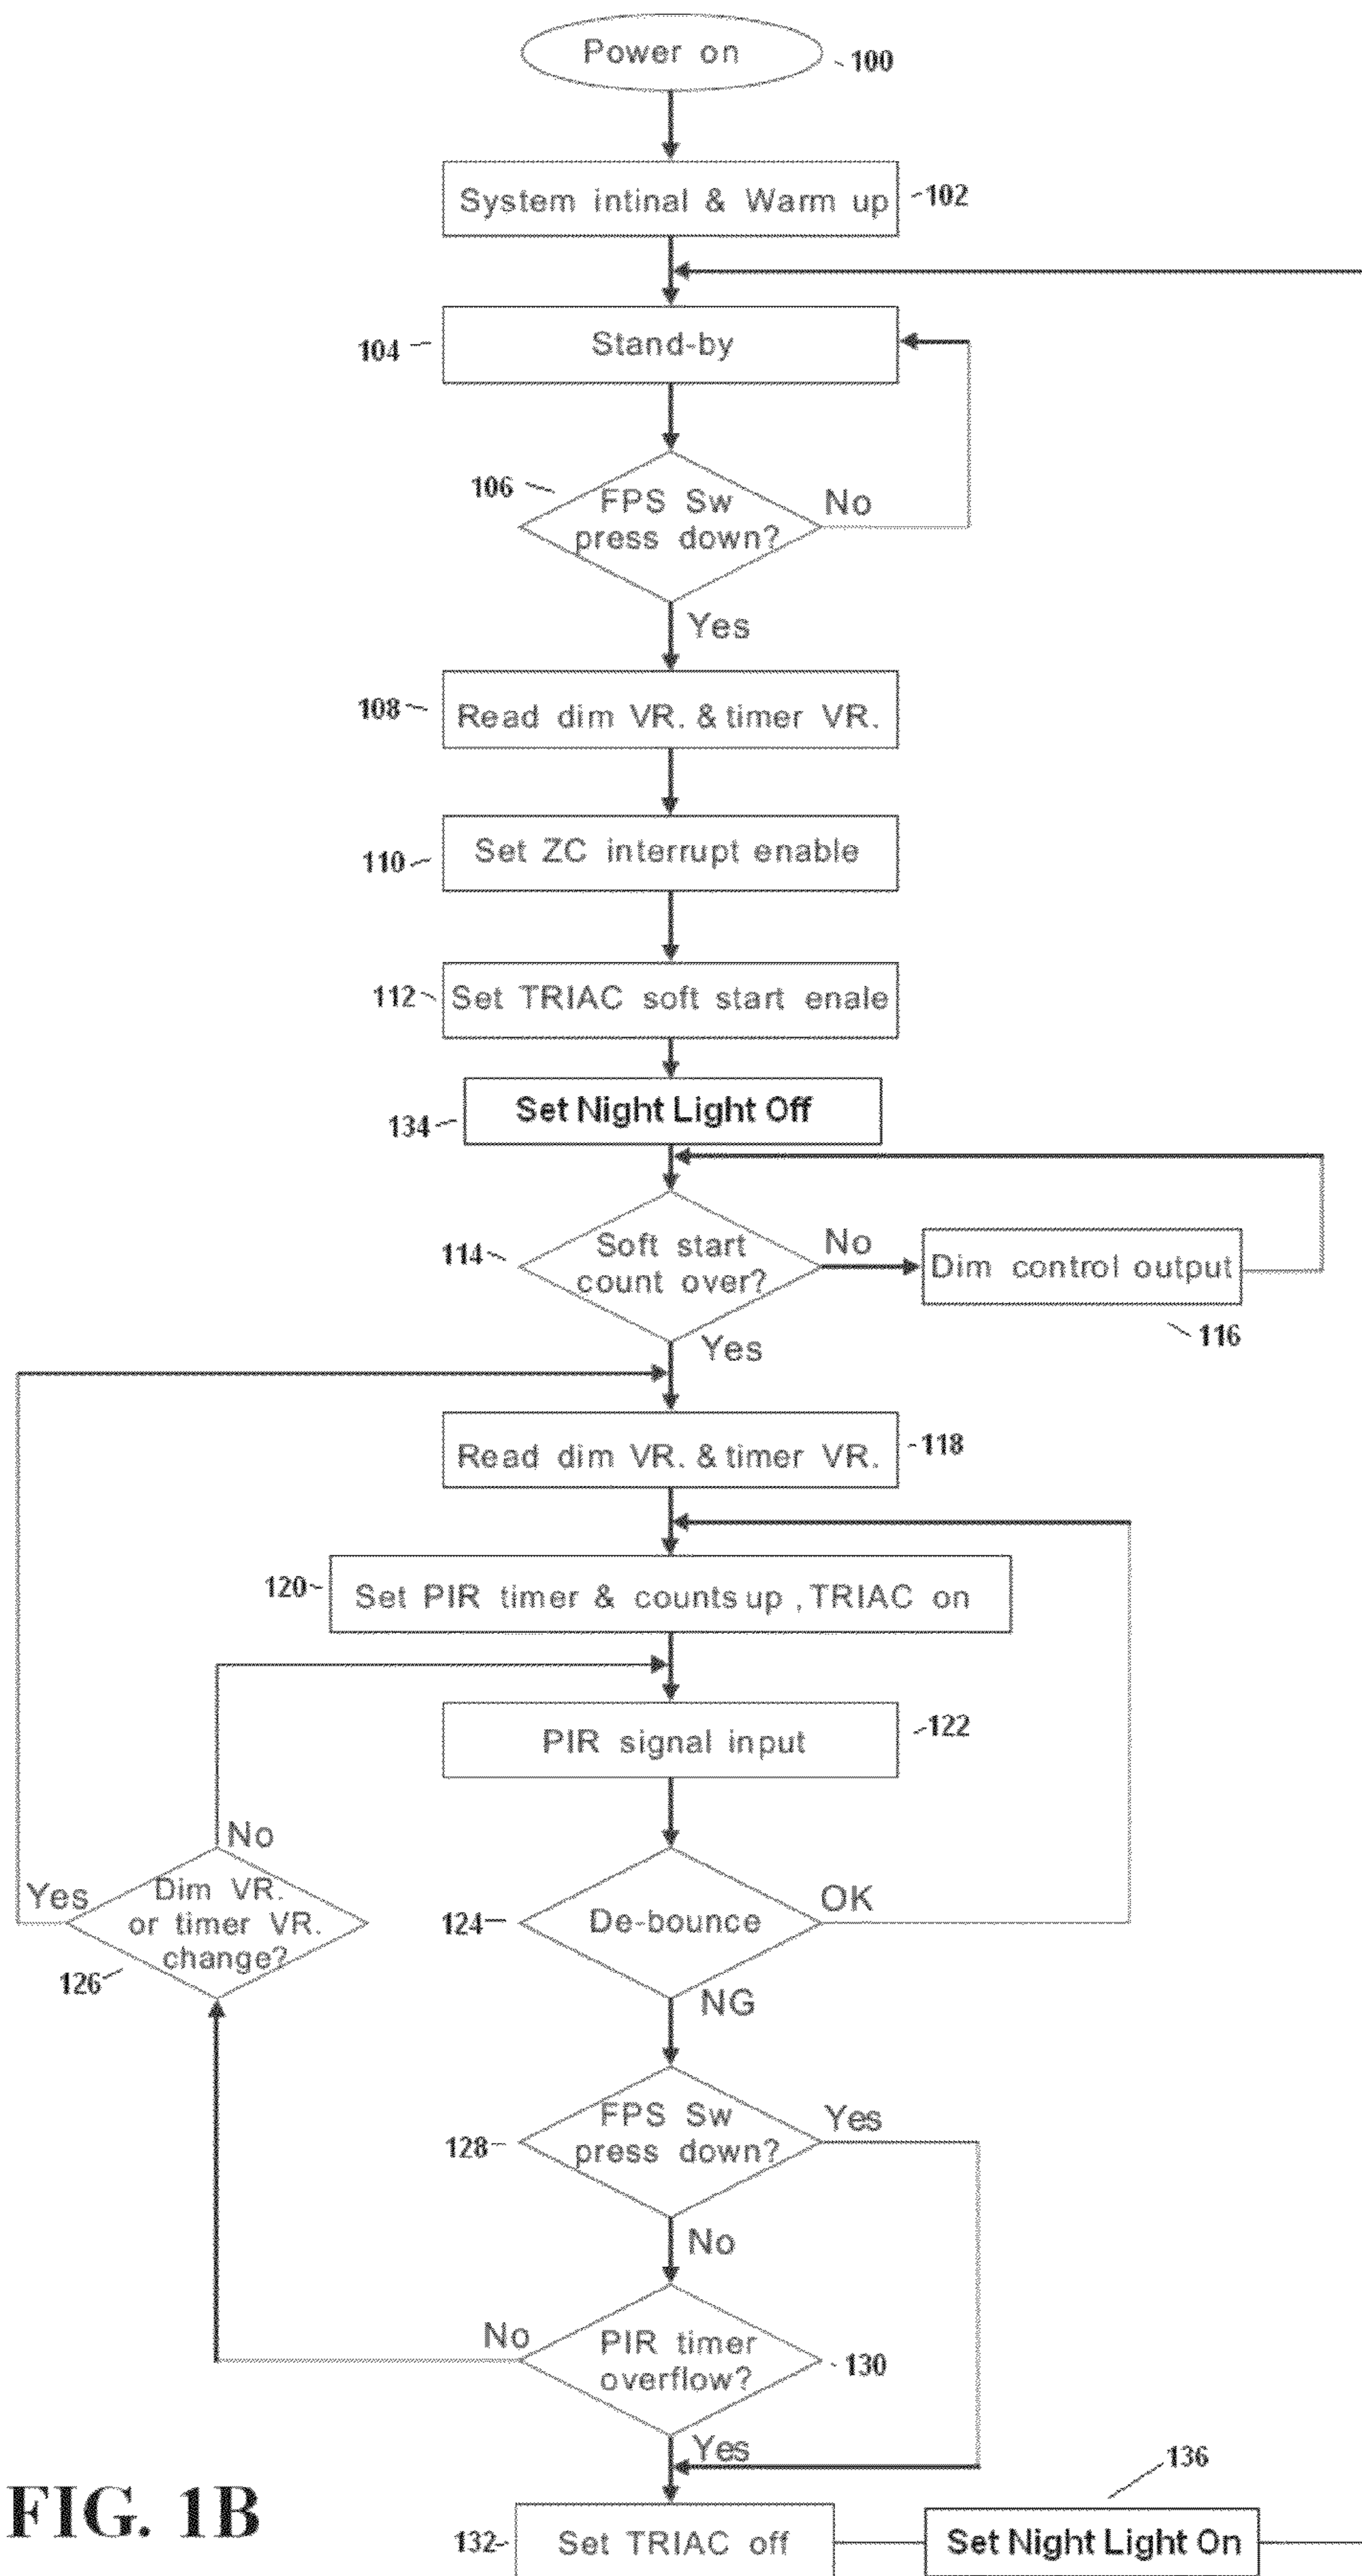 Power on
100
System intinal & Warm up
102
104
Stand-by
106
FPS Sw
press down?
No
Yes
108
Read dim VR. & timer VR.
110
Set ZC interrupt enable
112
Set TRIAC soft start enale
134
Set Night Light Off
114
Soft start
count over?
No
Dim control output
116
Yes
Read dim VR. & timer VR.
118
120
Set PIR timer & counts up , TRIAC on
PIR signal input
122
No
Yes
Dim VR.
or timer VR.
change?
126
124
De-bounce
OK
NG
128
FPS Sw
press down?
Yes
No
No
PIR timer
overflow?
130
Yes
136
FIG. 1B
132
Set TRIAC off
Set Night Light On